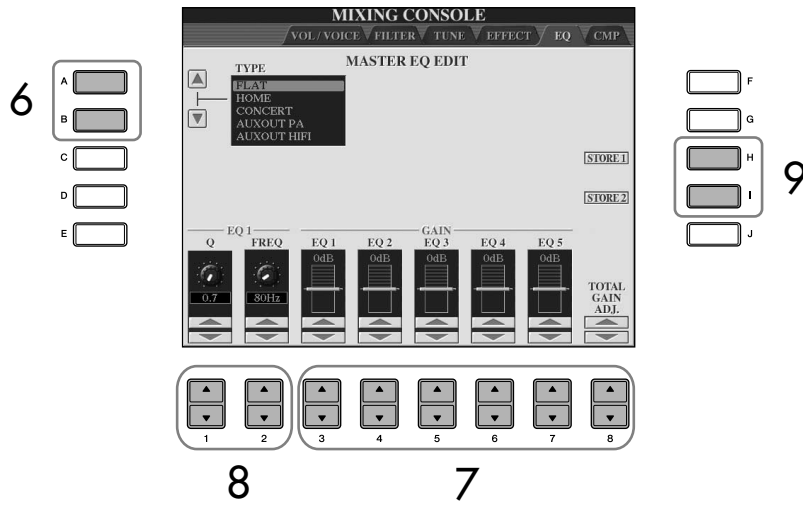 MIXING CONSOLE
VOL / VOICE FILTER TUNE EFFECT EQ CMP
MASTER EQ EDIT
TYPE
FLAT
HOME
CONCERT
AUXOUT PA
AUXOUT HIFI
6
A
B
C
D
E
F
G
H
I
J
9
STORE 1
STORE 2
EQ 1
GAIN
Q FREQ EQ 1 EQ 2 EQ 3 EQ 4 EQ 5
0dB 0dB 0dB 0dB 0dB
0.7 80Hz
TOTAL
GAIN
ADJ.
1 2 3 4 5 6 7 8
8 7